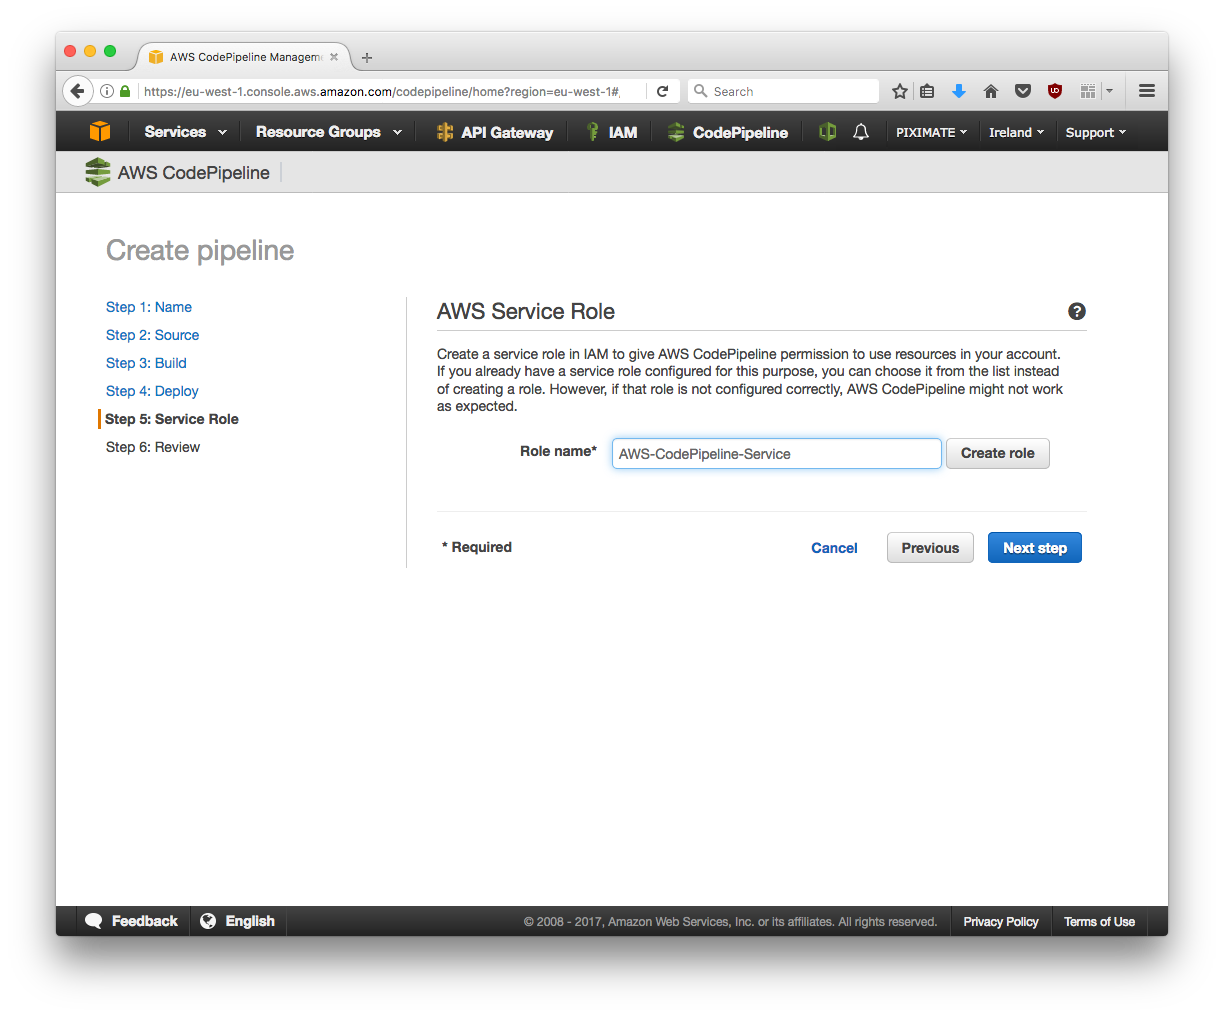 AWS CodePipeline Managem
https://eu-west-1.console.aws.amazon.com/codepipeline/home?region=eu-west-1#
Search
Services
Resource Groups
API Gateway
IAM
CodePipeline
PIXIMATE
Ireland
Support
AWS CodePipeline
Create pipeline
Step 1: Name
Step 2: Source
Step 3: Build
Step 4: Deploy
Step 5: Service Role
Step 6: Review
AWS Service Role
?
Create a service role in IAM to give AWS CodePipeline permission to use resources in your account.
If you already have a service role configured for this purpose, you can choose it from the list instead
of creating a role. However, if that role is not configured correctly, AWS CodePipeline might not work
as expected.
Role name*
AWS-CodePipeline-Service
Create role
* Required
Cancel
Previous
Next step
Feedback
English
© 2008 - 2017, Amazon Web Services, Inc. or its affiliates. All rights reserved.
Privacy Policy
Terms of Use